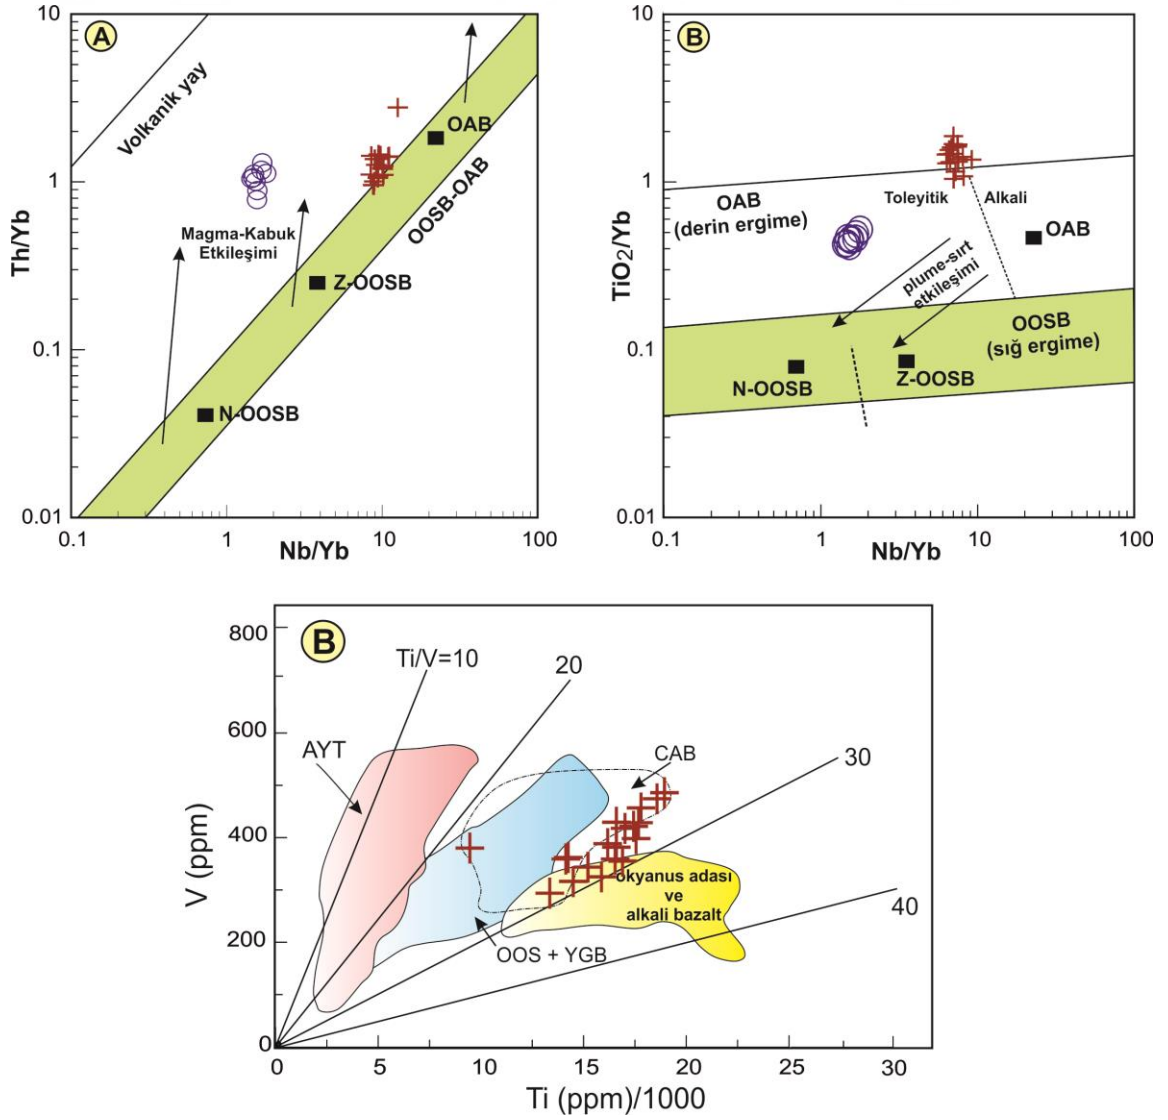 A
10
1
0.1
0.01
Th/Yb
Volkanik yay
OAB
OOSB-OAB
Magma-Kabuk
Etkileşimi
Z-OOSB
N-OOSB
0.1
1
10
100
Nb/Yb
B
10
1
0.1
0.01
TiO2/Yb
OAB
(derin ergime)
Toleyitik
Alkali
OAB
plume-sırt
etkileşimi
OOSB
(sığ ergime)
N-OOSB
Z-OOSB
0.1
1
10
100
Nb/Yb
B
800
600
400
200
0
V (ppm)
Ti/V=10
20
30
40
AYT
CAB
okyanus adası
ve
alkali bazalt
OOS + YGB
0
5
10
15
20
25
30
Ti (ppm)/1000